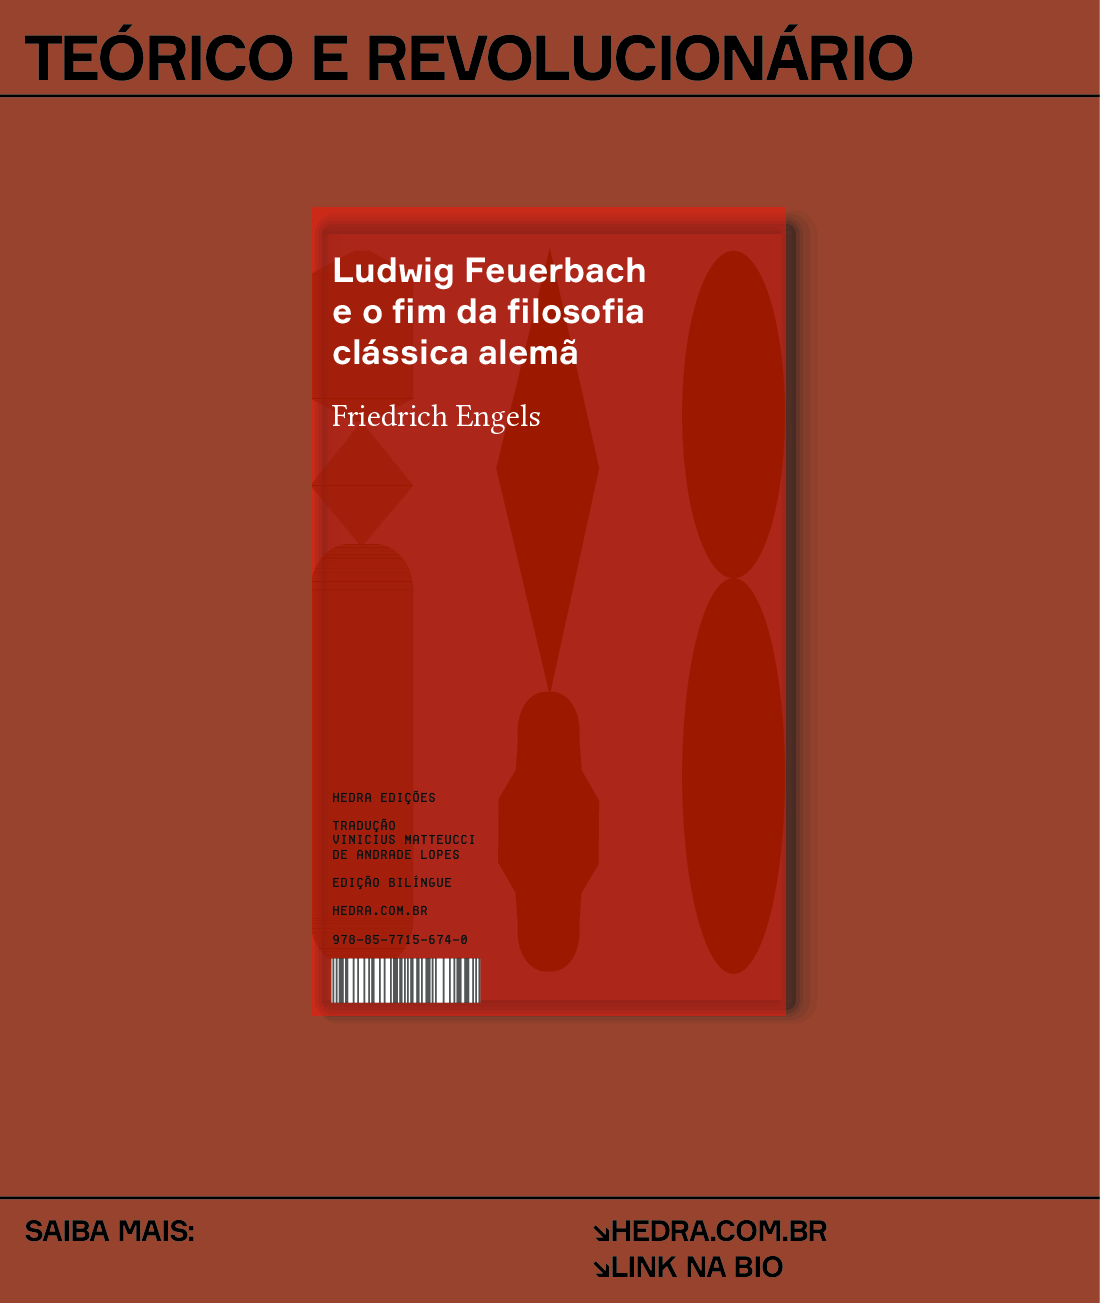 TEÓRICO E REVOLUCIONÁRIO
Ludwig Feuerbach
e o fim da filosofia
clássica alemã
Friedrich Engels
HEDRA EDIÇÕES
TRADUÇÃO
VINICIUS MATTEUCCI
DE ANDRADE LOPES
EDIÇÃO BILÍNGUE
HEDRA.COM.BR
978-85-7715-674-0
SAIBA MAIS:
↘HEDRA.COM.BR
↘LINK NA BIO